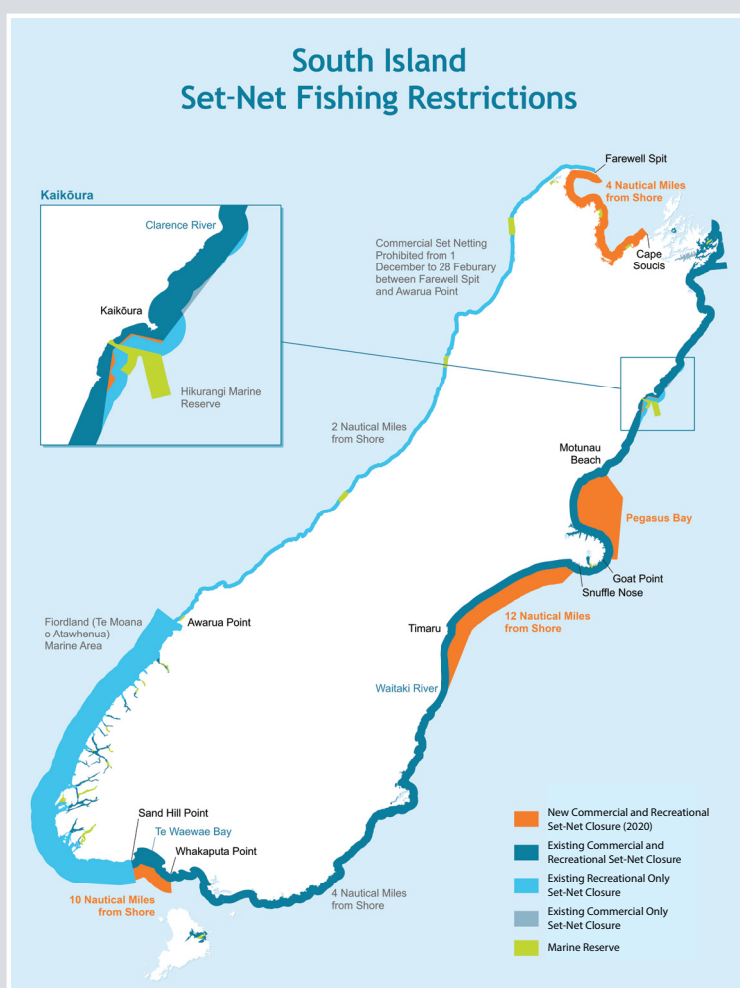 South Island
Set-Net Fishing Restrictions
Farewell Spit
4 Nautical Miles
from Shore
Kaikōura
Clarence River
Commercial Set Netting
Prohibited from 1
December to 28 Feburary
between Farewell Spit
and Awarua Point
Cape
Soucis
Kaikōura
Hikurangi Marine
Reserve
2 Nautical Miles
from Shore
Motunau
Beach
Pegasus Bay
Goat Point
Snuffle Nose
12 Nautical Miles
from Shore
Fiordland (Te Moana
o Atawhenua)
Marine Area
Awarua Point
Timaru
Waitaki River
Sand Hill Point
Te Waewae Bay
Whakaputa Point
10 Nautical Miles
from Shore
4 Nautical Miles
from Shore
New Commercial and Recreational
Set-Net Closure (2020)
Existing Commercial and
Recreational Set-Net Closure
Existing Recreational Only
Set-Net Closure
Existing Commercial Only
Set-Net Closure
Marine Reserve